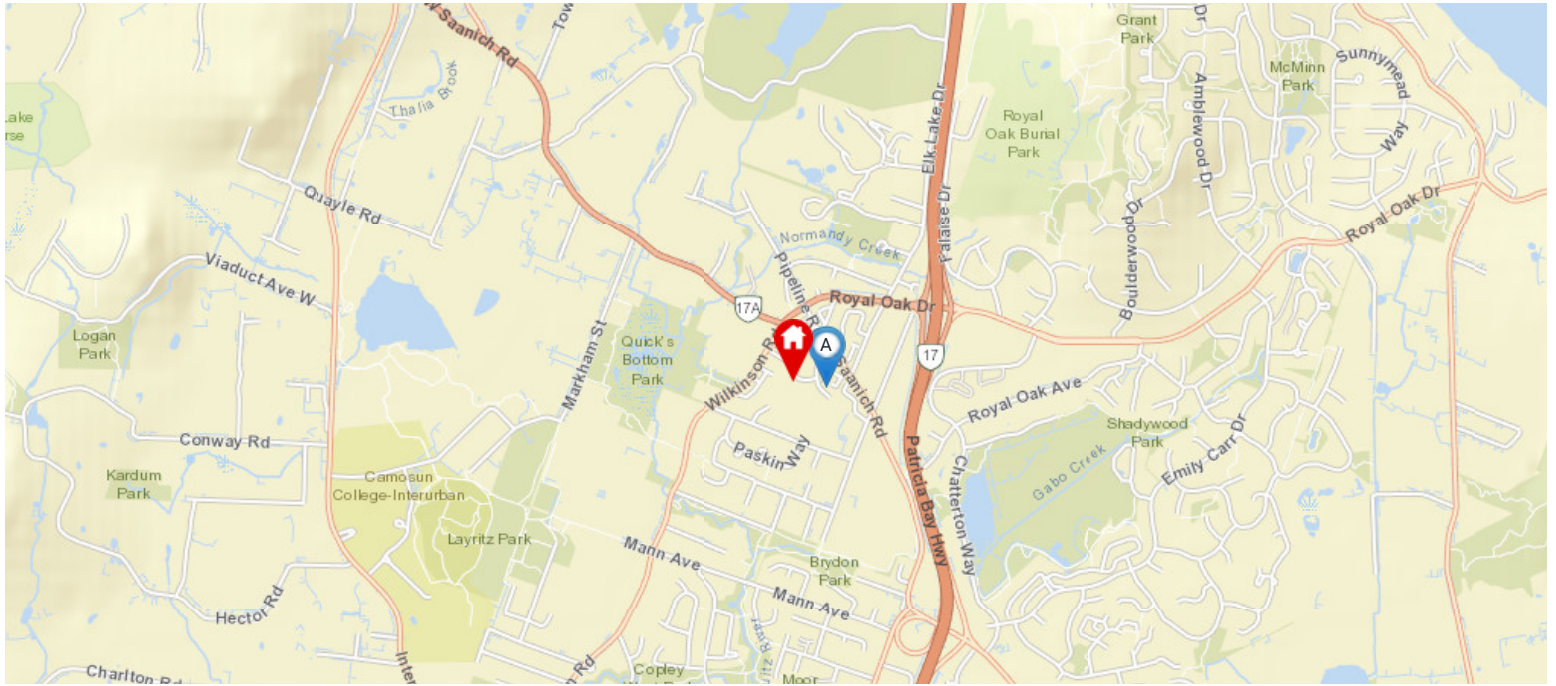 W Saanich Rd
Tow
Grant
Park
Dr
Sunnymead
Way
McMinn
Park
Amblewood Dr
Thalia Brook
Lake
rse
Elk Lake Dr
Royal
Oak Burial
Park
Quayle Rd
Falaise Dr
Boulderwood Dr
Royal Oak Dr
Normandy Creek
Viaduct Ave W
Pipeline R
Royal Oak Dr
17A
Logan
Park
Quick's
Bottom
Park
Markham St
Wilkinson R
A
17
Saanich Rd
Royal Oak Ave
Shadywood
Park
Conway Rd
Paskin Way
Patricia Bay Hwy
Chatterton Way
Gabo Creek
Emily Carr Dr
Kardum
Park
Camosun
College-Interurban
Layritz Park
Mann Ave
Brydon
Park
Mann Ave
Hector Rd
Inter
n Rd
Copley
Moor
Charlton Rd